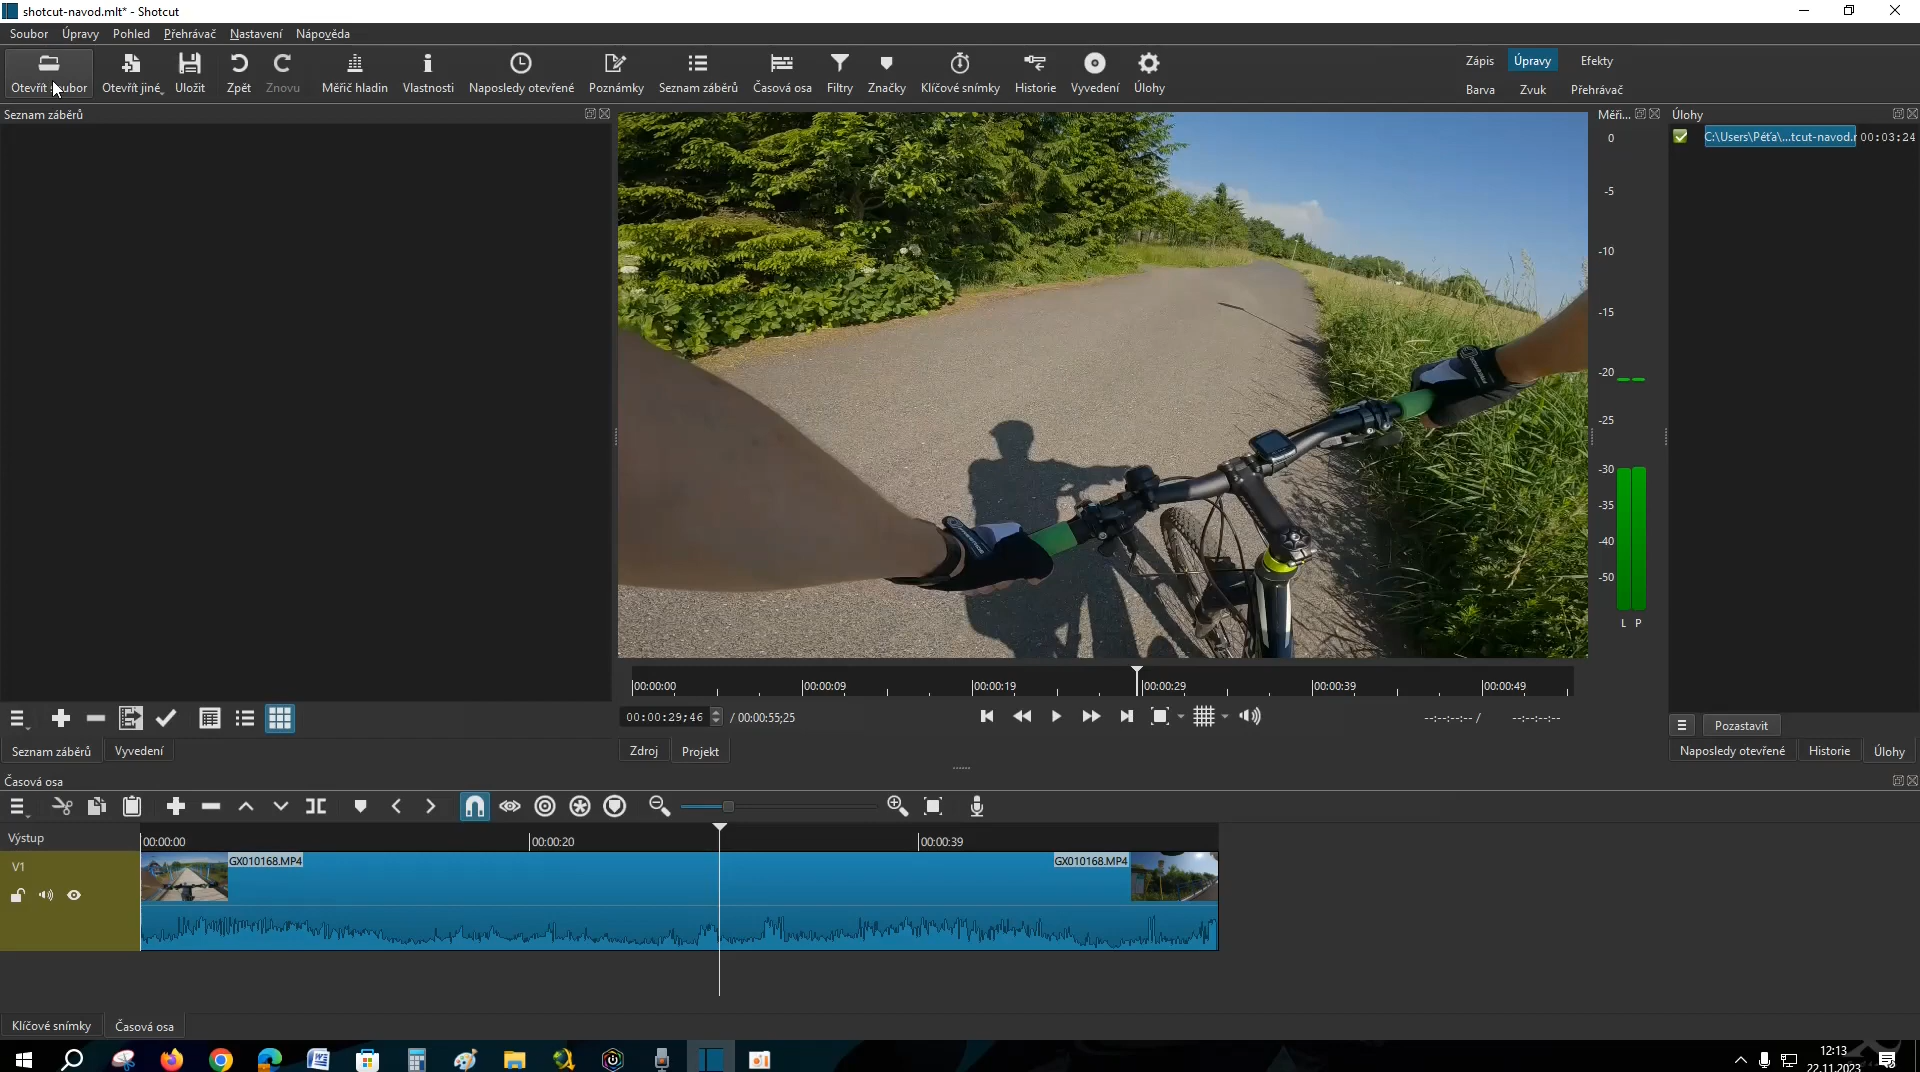 shotcut-navod.mlt* - Shotcut
Soubor Úpravy Pohled Přehrávač Nastavení Nápověda
Otevřít soubor Otevřít jiné Uložit Zpět Znovu Měřič hladin Vlastnosti Naposledy otevřené Poznámky Seznam záběrů Časová osa Filtry Značky Klíčové snímky Historie Vyvedení Úlohy
Zápis Úpravy Efekty
Barva Zvuk Přehrávač
Seznam záběrů
Měři... Úlohy
C:\Users\Péťa\...tcut-navod.r 00:03:24
0
-5
-10
-15
-20
-25
-30
-35
-40
-50
L P
00:00:00 00:00:09 00:00:19 00:00:29 00:00:39 00:00:49
00:00:29;46 / 00:00:55;25 --:--:--:-- / --:--:--:--
Pozastavit
Seznam záběrů Vyvedení
Zdroj Projekt
Naposledy otevřené Historie Úlohy
Časová osa
Výstup
00:00:00 00:00:20 00:00:39
V1
GX010168.MP4 GX010168.MP4
Klíčové snímky Časová osa
12:13
22.11.2023